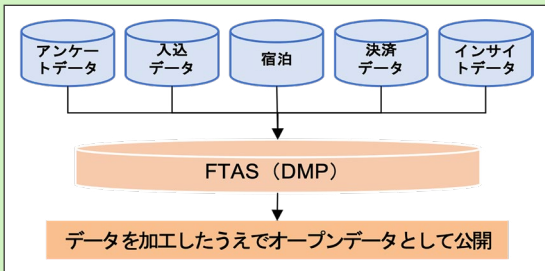 アンケー
トデータ
入込
データ
宿泊
決済
データ
インサイ
トデータ
FTAS（DMP）
データを加工したうえでオープンデータとして公開